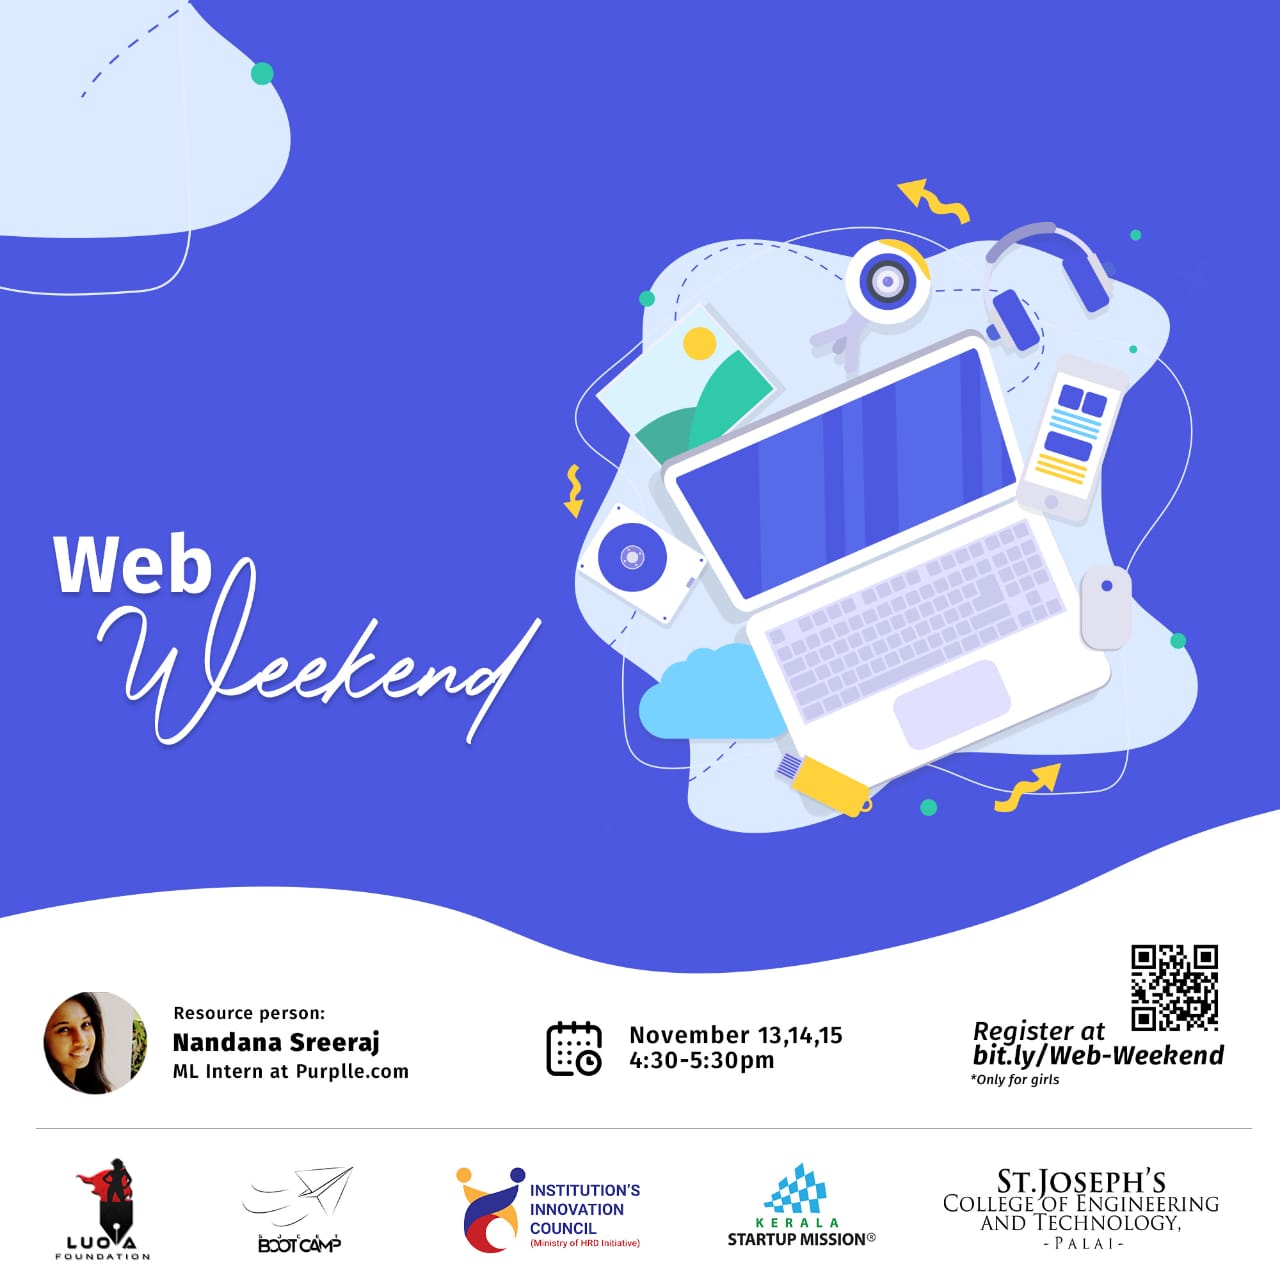 Web
Weekend
Resource person:
Nandana Sreeraj
ML Intern at Purplle.com
November 13,14,15
4:30-5:30pm
Register at
bit.ly/Web-Weekend
*Only for girls
LUOVA
FOUNDATION
BOOTCAMP
INSTITUTION'S
INNOVATION
COUNCIL
(Ministry of HRD Initiative)
KERALA
STARTUP MISSION®
ST.JOSEPH'S
COLLEGE OF ENGINEERING
AND TECHNOLOGY,
-PALAI-